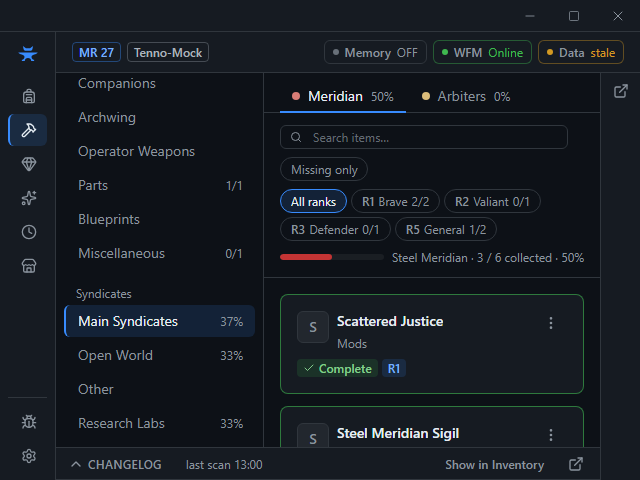 MR 27 Tenno-Mock Memory OFF WFM Online Data stale
Companions
Archwing
Operator Weapons
Parts 1/1
Blueprints
Miscellaneous 0/1
Syndicates
Main Syndicates 37%
Open World 33%
Other
Research Labs 33%
Meridian 50% Arbiters 0%
Search items...
Missing only
All ranks R1 Brave 2/2 R2 Valiant 0/1
R3 Defender 0/1 R5 General 1/2
Steel Meridian · 3 / 6 collected · 50%
S Scattered Justice
Mods
Complete R1
S Steel Meridian Sigil
CHANGELOG last scan 13:00 Show in Inventory